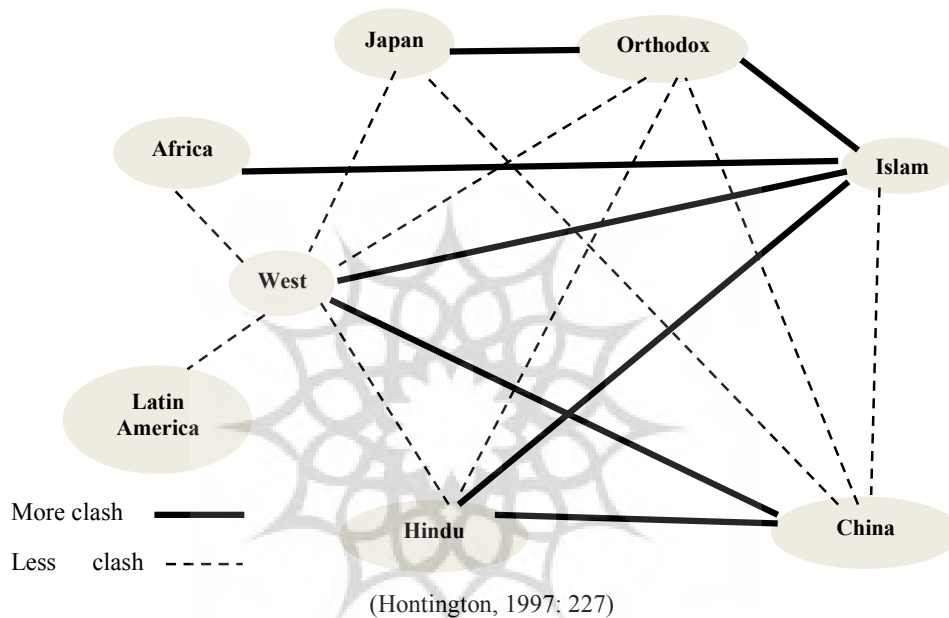 Japan
Orthodox
Africa
Islam
West
Latin
America
More clash
Hindu
China
Less clash
(Hontington, 1997: 227)